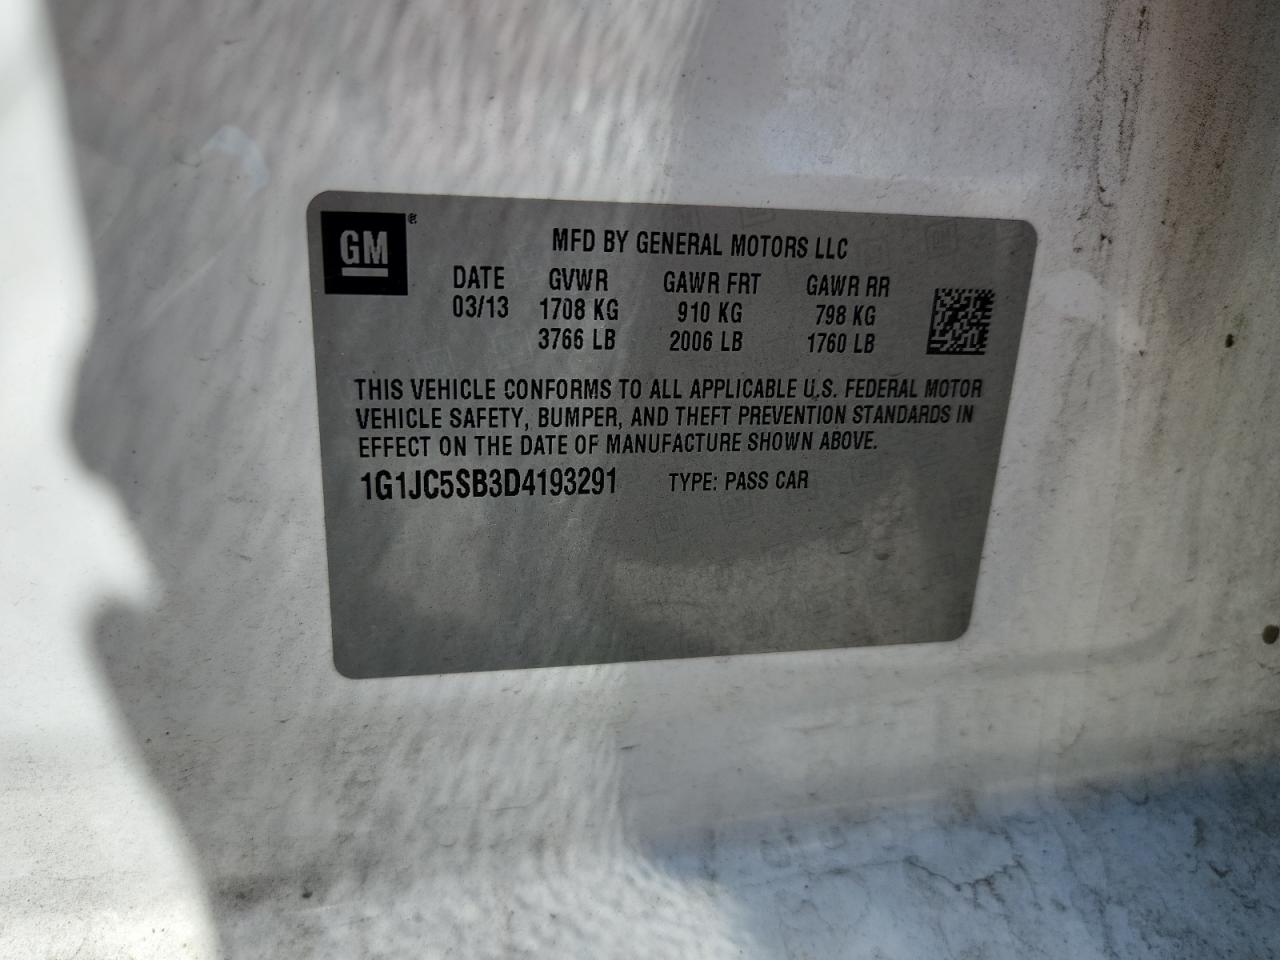 GM®
MFD BY GENERAL MOTORS LLC
DATE GVWR GAWR FRT GAWR RR
03/13 1708 KG 910 KG 798 KG
3766 LB 2006 LB 1760 LB
THIS VEHICLE CONFORMS TO ALL APPLICABLE U.S. FEDERAL MOTOR
VEHICLE SAFETY, BUMPER, AND THEFT PREVENTION STANDARDS IN
EFFECT ON THE DATE OF MANUFACTURE SHOWN ABOVE.
1G1JC5SB3D4193291 TYPE: PASS CAR